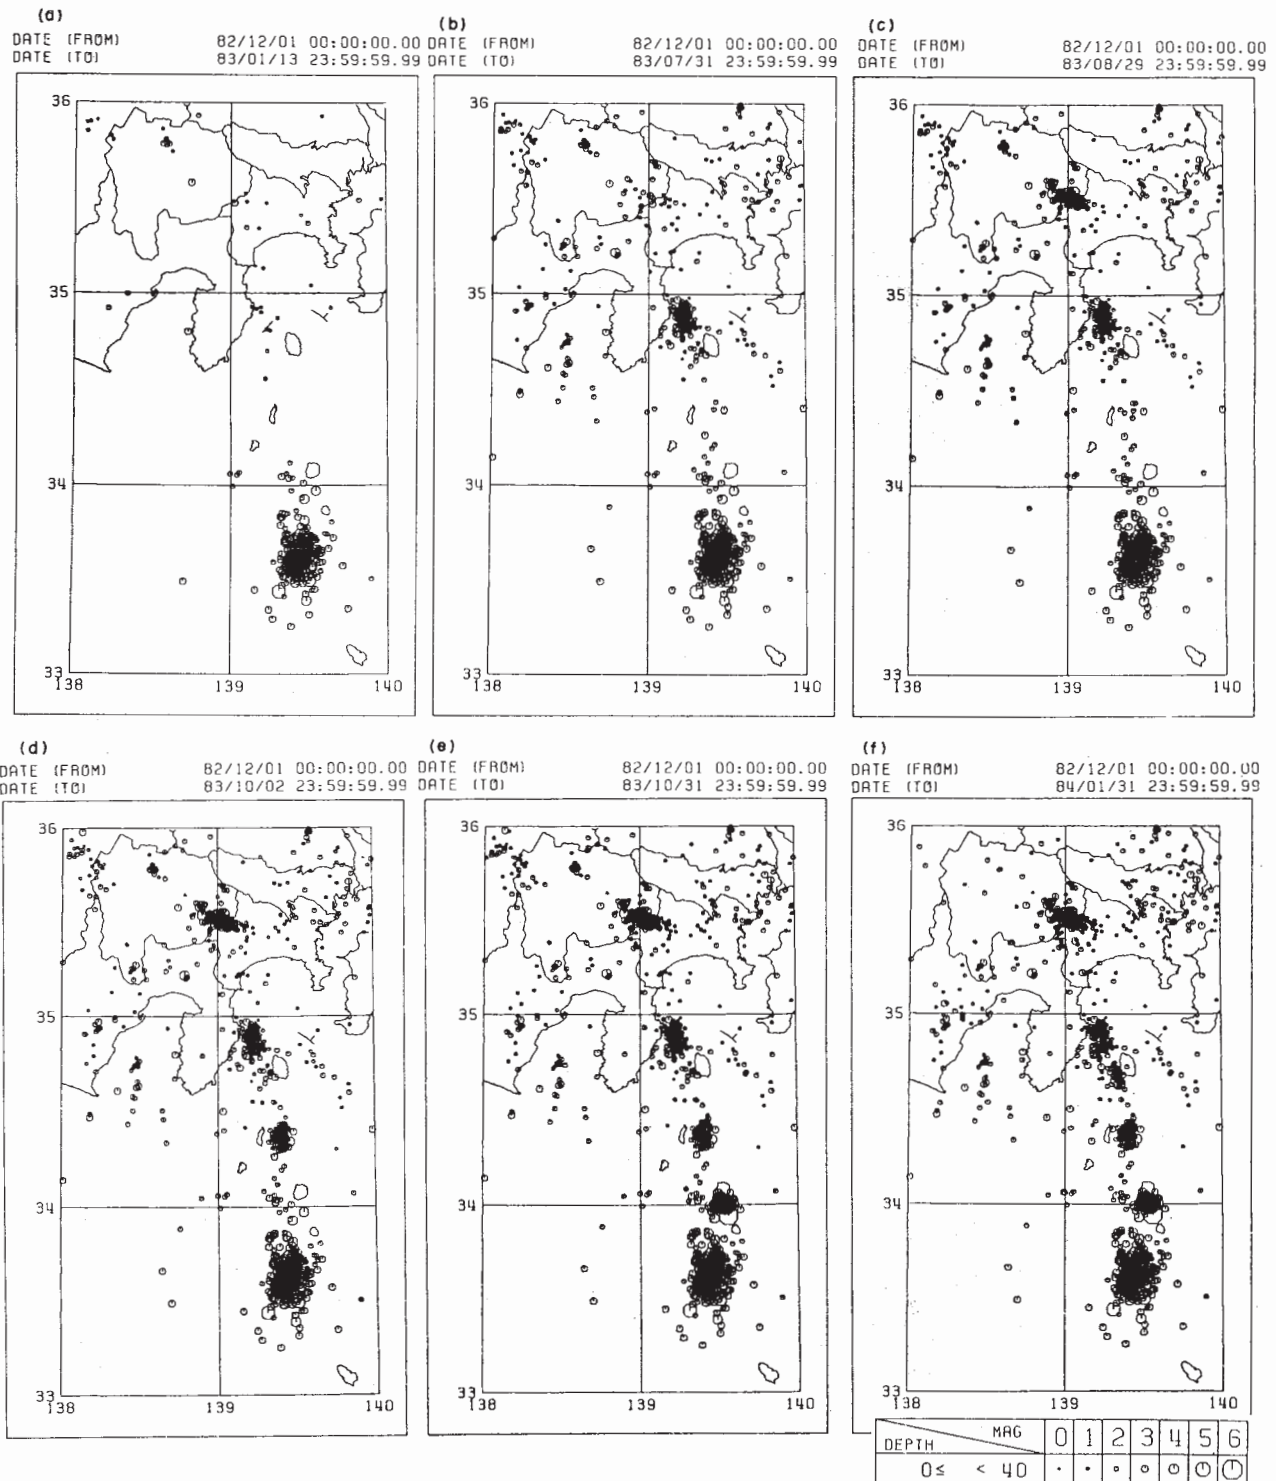 (a)
DATE (FROM) 82/12/01 00:00:00.00
DATE (TO) 83/01/13 23:59:59.99
36
35
34
33
138 139 140
(b)
DATE (FROM) 82/12/01 00:00:00.00
DATE (TO) 83/07/31 23:59:59.99
36
35
34
33
138 139 140
(c)
DATE (FROM) 82/12/01 00:00:00.00
DATE (TO) 83/08/29 23:59:59.99
36
35
34
33
138 139 140
(d)
DATE (FROM) 82/12/01 00:00:00.00
DATE (TO) 83/10/02 23:59:59.99
36
35
34
33
138 139 140
(e)
DATE (FROM) 82/12/01 00:00:00.00
DATE (TO) 83/10/31 23:59:59.99
36
35
34
33
138 139 140
(f)
DATE (FROM) 82/12/01 00:00:00.00
DATE (TO) 84/01/31 23:59:59.99
36
35
34
33
138 139 140
DEPTH MAG 0 1 2 3 4 5 6
0≤ < 40